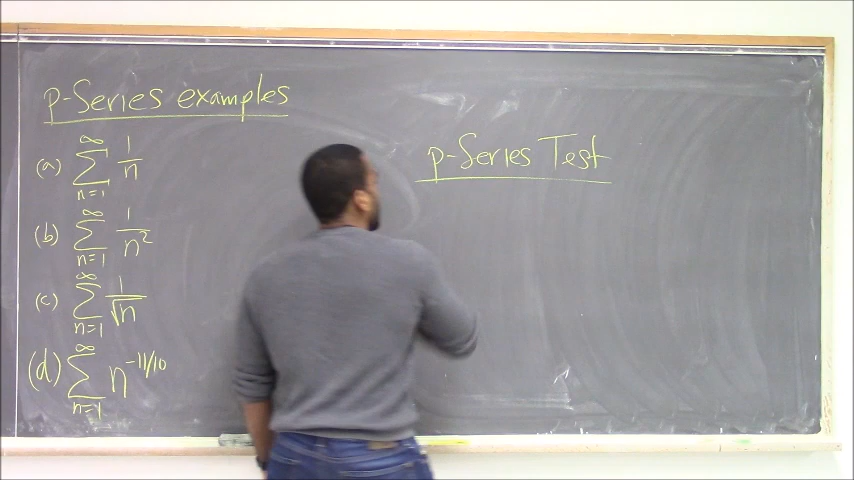 p-Series examples
(a) ∑_{n=1}^{∞} 1/n
(b) ∑_{n=1}^{∞} 1/n²
(c) ∑_{n=1}^{∞} 1/√n
(d) ∑_{n=1}^{∞} n^{-11/10}
p-Series Test